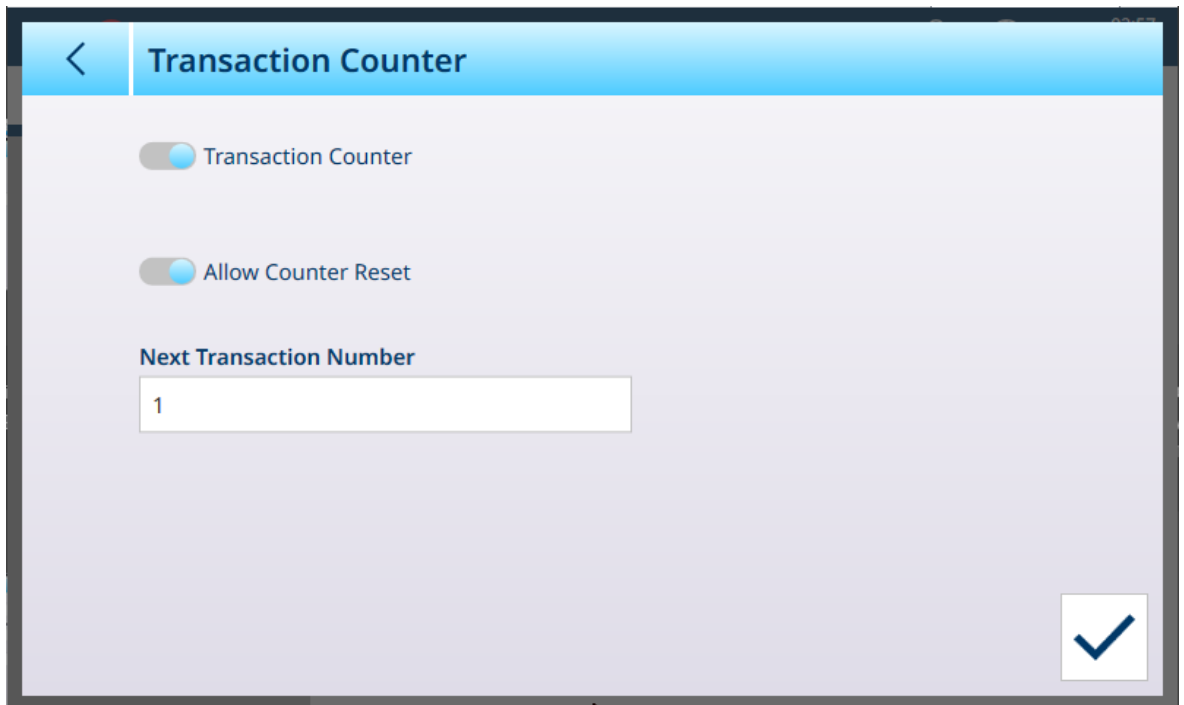 Transaction Counter
Transaction Counter
Allow Counter Reset
Next Transaction Number
1